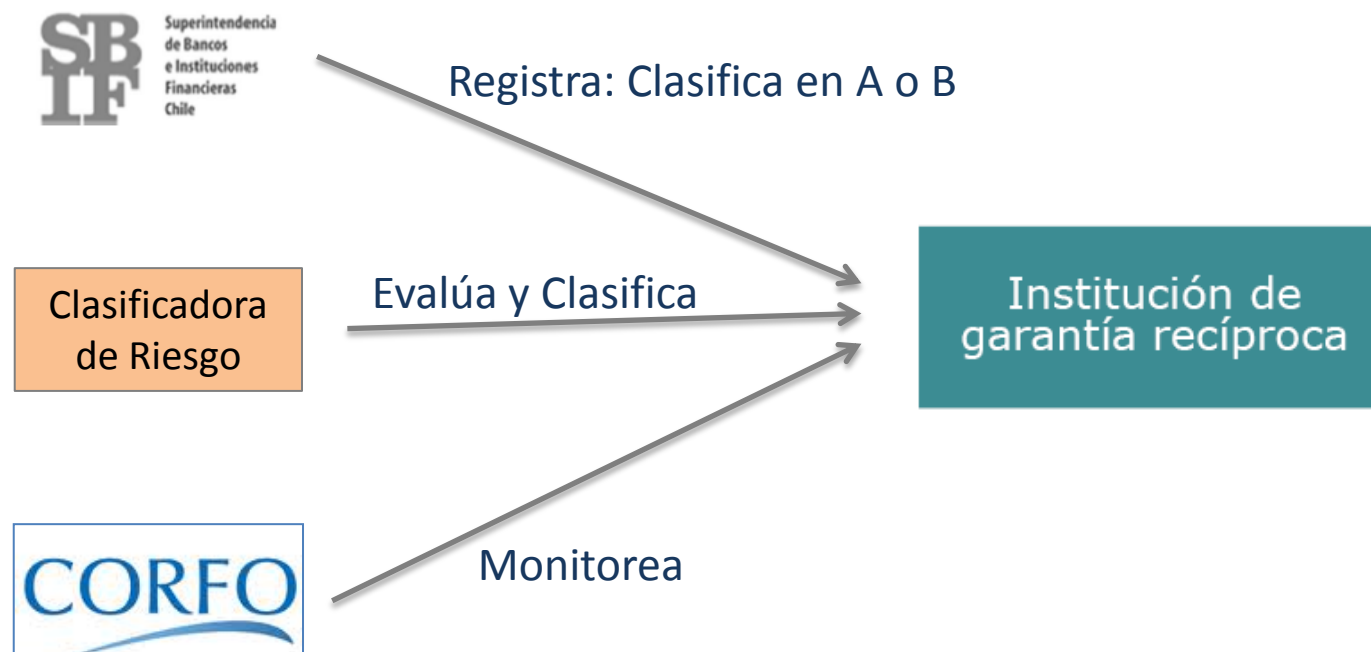 SB
IF
Superintendencia
de Bancos
e Instituciones
Financieras
Chile
Registra: Clasifica en A o B
Clasificadora
de Riesgo
Evalúa y Clasifica
Institución de
garantía recíproca
CORFO
Monitorea